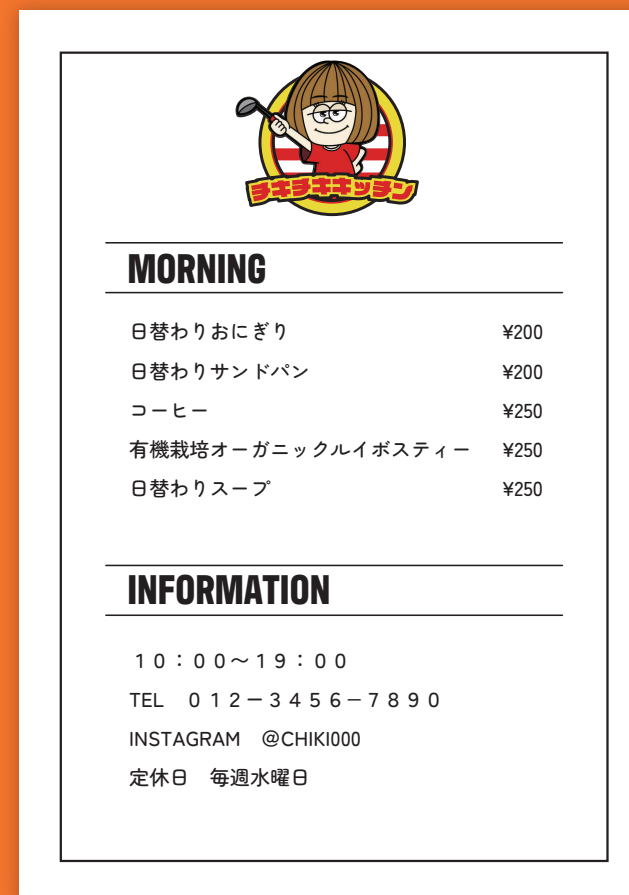 チキチキキッチン
MORNING
日替わりおにぎり ¥200
日替わりサンドパン ¥200
コーヒー ¥250
有機栽培オーガニックルイボスティー ¥250
日替わりスープ ¥250
INFORMATION
１０：００〜１９：００
TEL　０１２−３４５６−７８９０
INSTAGRAM　@CHIKI000
定休日　毎週水曜日